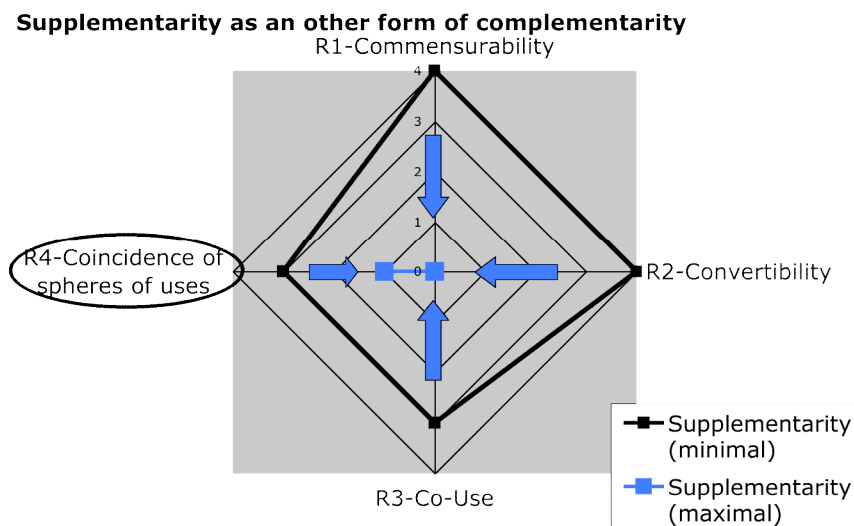 Supplementarity as an other form of complementarity
R1-Commensurability
4
3
2
1
0
R4-Coincidence of
spheres of uses
R2-Convertibility
R3-Co-Use
Supplementarity
(minimal)
Supplementarity
(maximal)